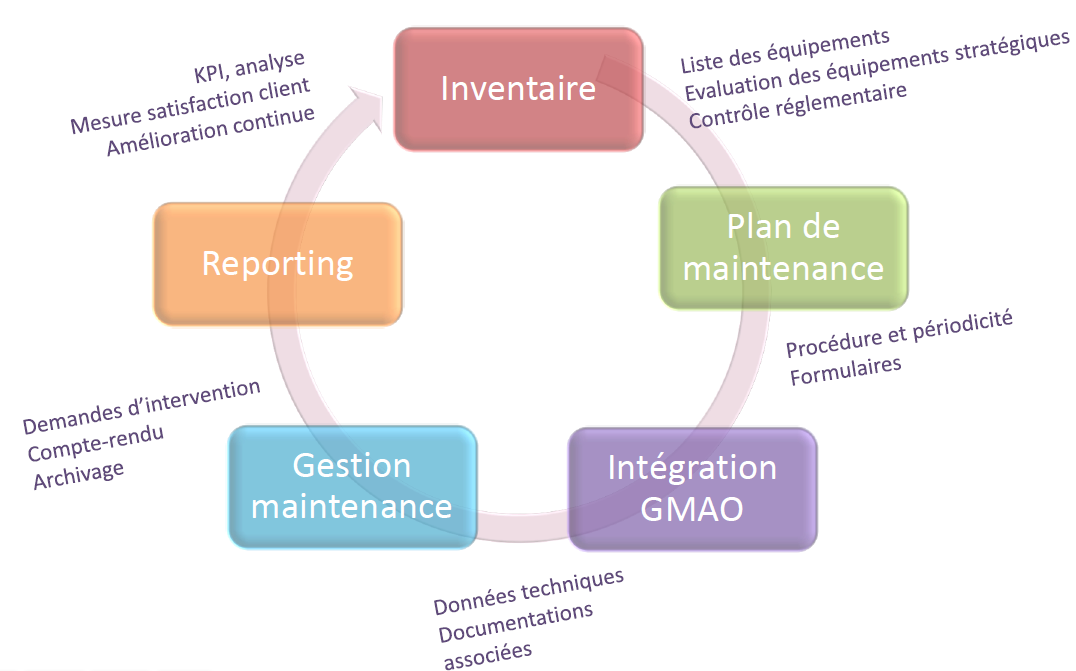 Inventaire
Liste des équipements
Evaluation des équipements stratégiques
Contrôle réglementaire
Plan de
maintenance
Procédure et périodicité
Formulaires
Intégration
GMAO
Données techniques
Documentations
associées
Gestion
maintenance
Demandes d’intervention
Compte-rendu
Archivage
Reporting
KPI, analyse
Mesure satisfaction client
Amélioration continue